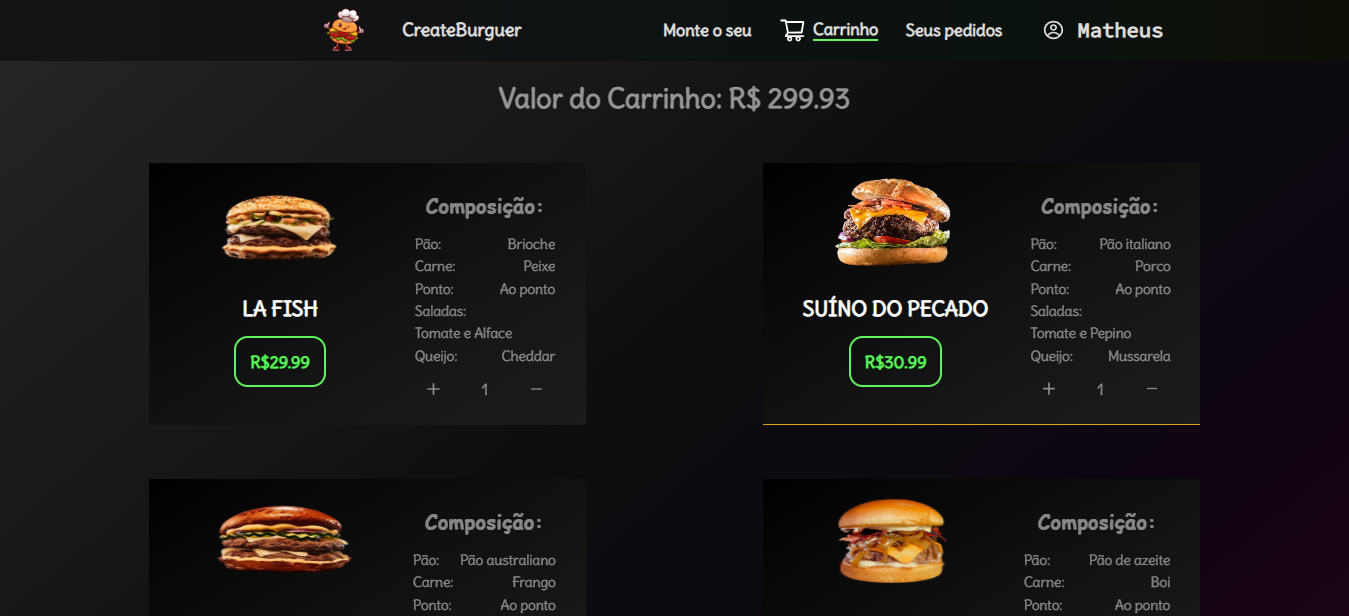 CreateBurguer
Monte o seu
Carrinho
Seus pedidos
Matheus
Valor do Carrinho: R$ 299.93
LA FISH
R$29.99
Composição:
Pão: Brioche
Carne: Peixe
Ponto: Ao ponto
Saladas:
Tomate e Alface
Queijo: Cheddar
+ 1 −
SUÍNO DO PECADO
R$30.99
Composição:
Pão: Pão italiano
Carne: Porco
Ponto: Ao ponto
Saladas:
Tomate e Pepino
Queijo: Mussarela
+ 1 −
Composição:
Pão: Pão australiano
Carne: Frango
Ponto: Ao ponto
Composição:
Pão: Pão de azeite
Carne: Boi
Ponto: Ao ponto